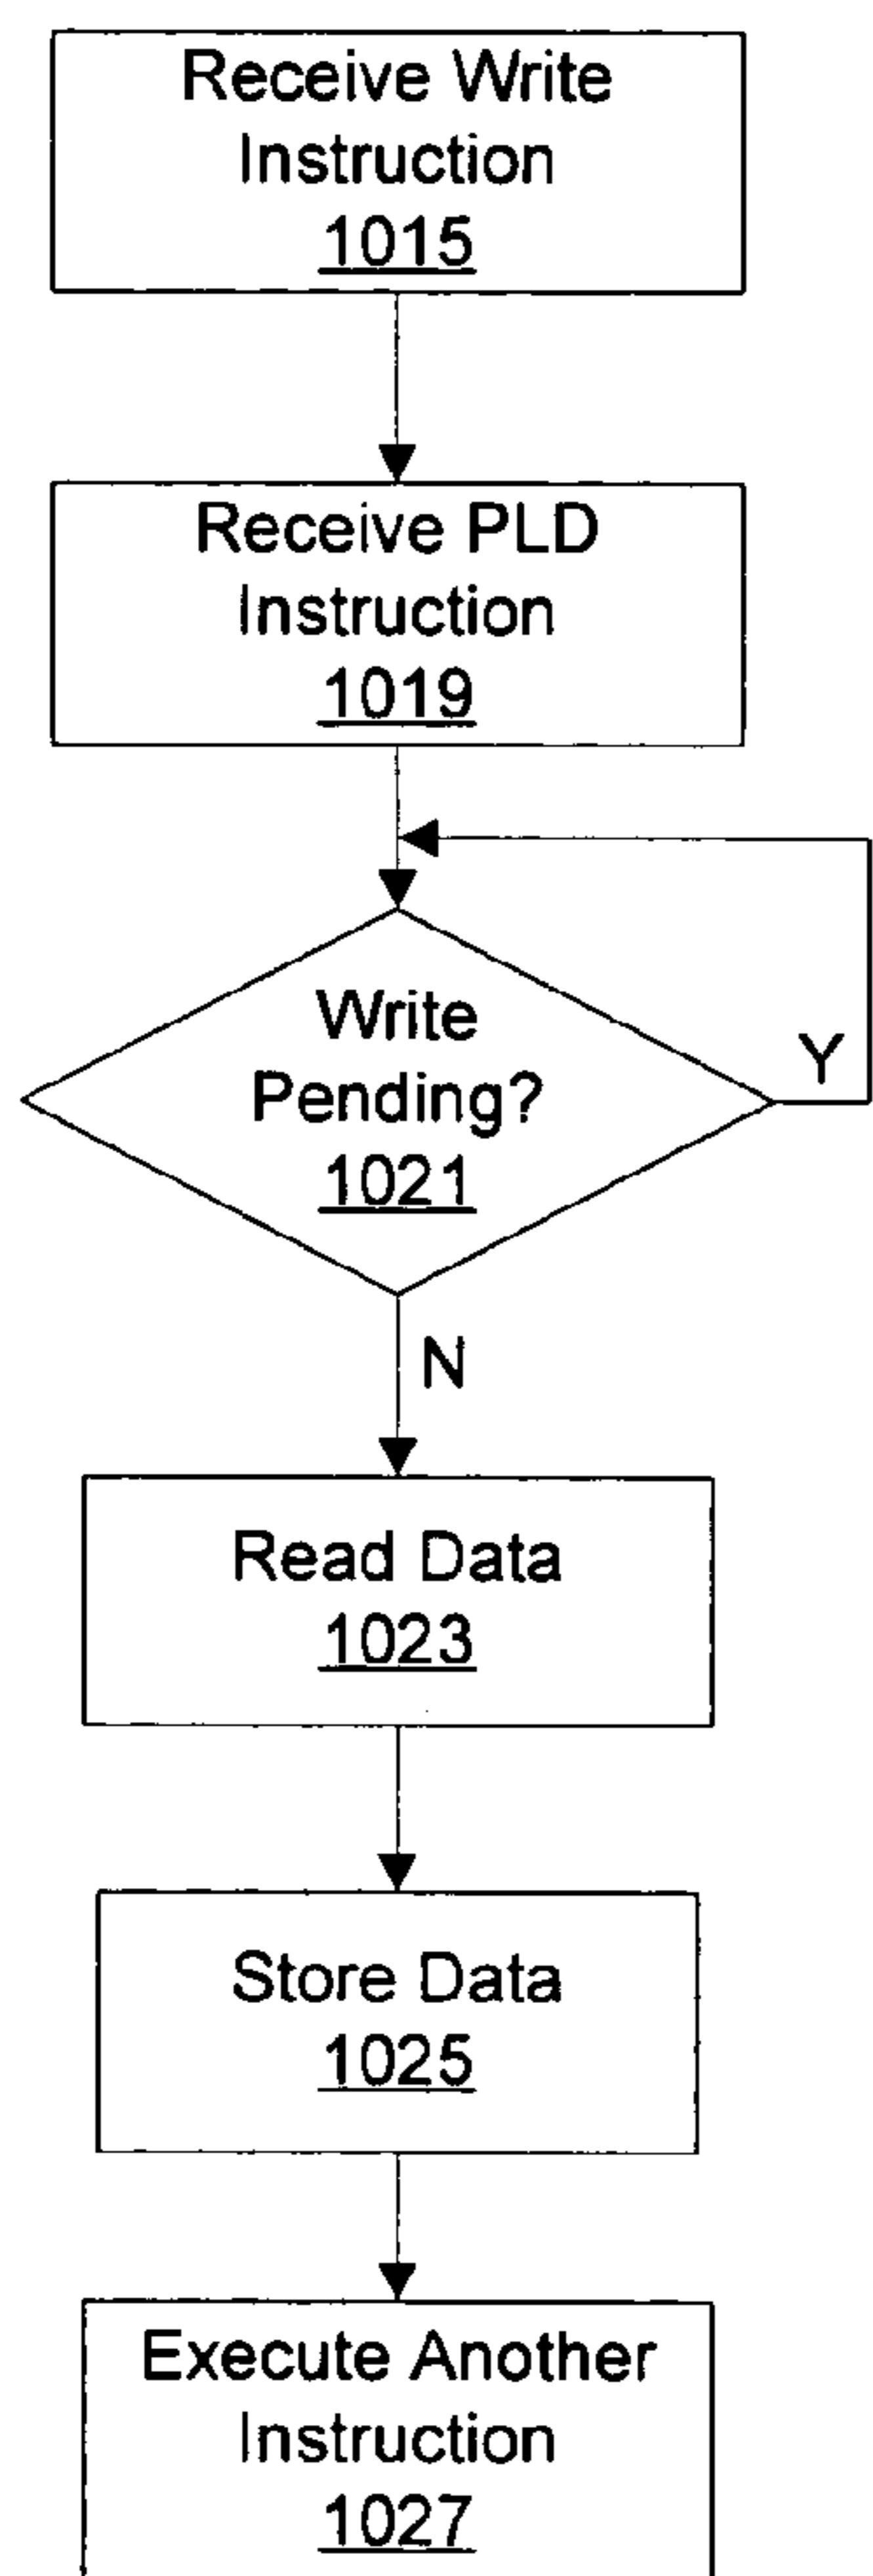 Receive Write
Instruction
1015
Receive PLD
Instruction
1019
Write
Pending?
1021
Y
N
Read Data
1023
Store Data
1025
Execute Another
Instruction
1027